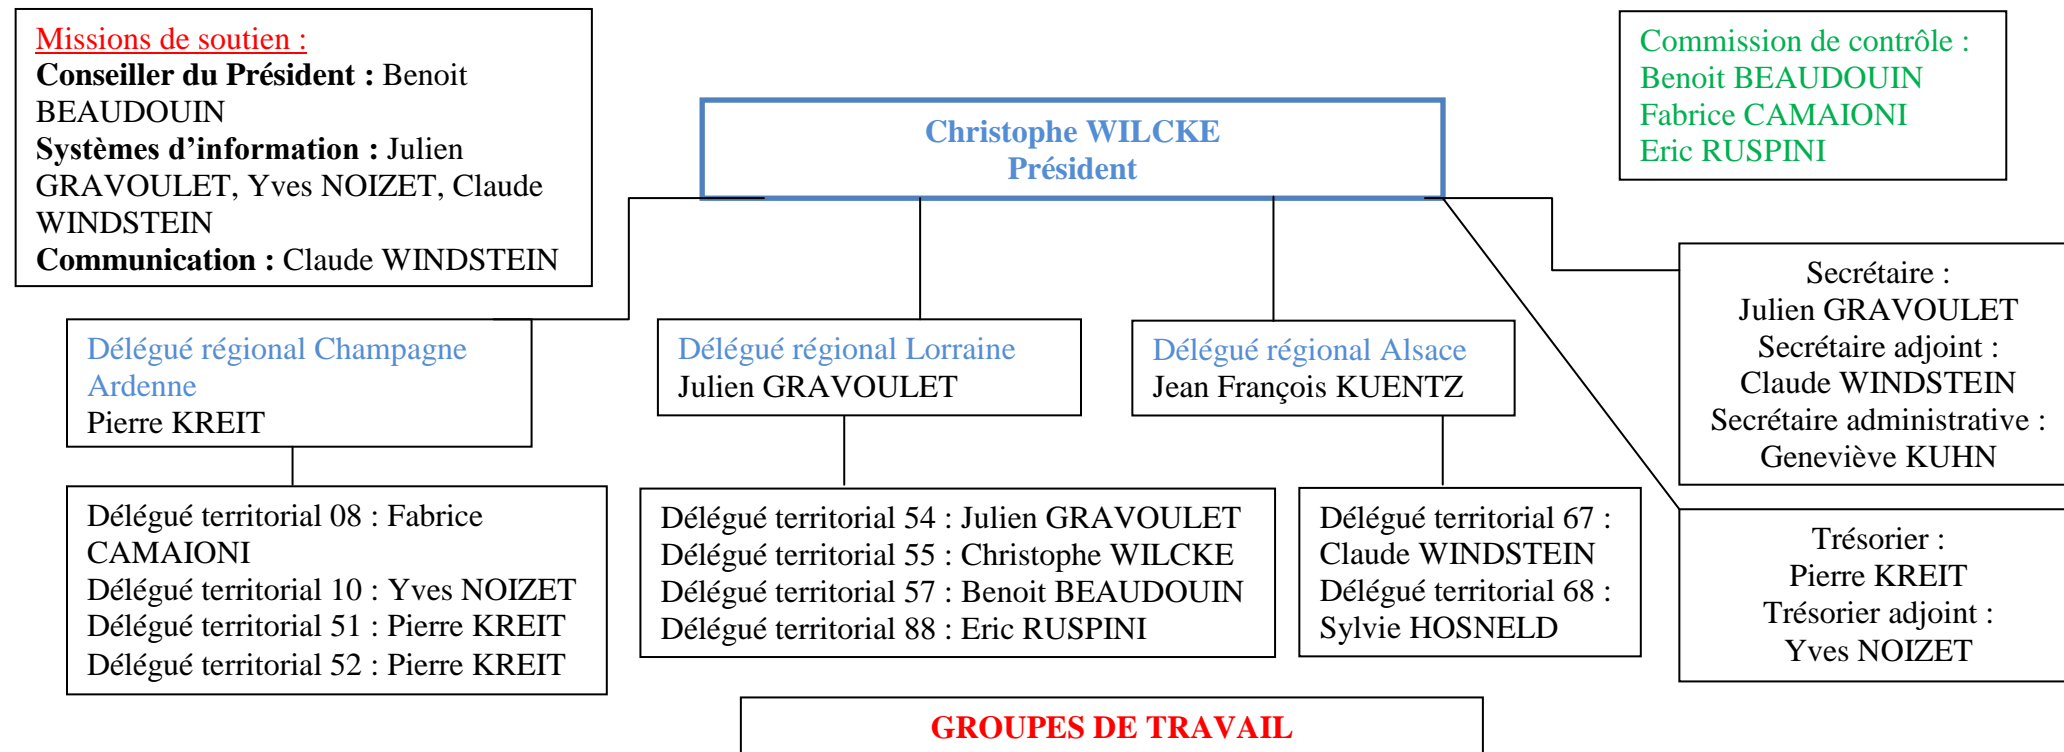 Missions de soutien :
Conseiller du Président : Benoit
BEAUDOUIN
Systèmes d’information : Julien
GRAVOULET, Yves NOIZET, Claude
WINDSTEIN
Communication : Claude WINDSTEIN
Christophe WILCKE
Président
Commission de contrôle :
Benoit BEAUDOUIN
Fabrice CAMAIONI
Eric RUSPINI
Secrétaire :
Julien GRAVOULET
Secrétaire adjoint :
Claude WINDSTEIN
Secrétaire administrative :
Geneviève KUHN
Délégué régional Champagne
Ardenne
Pierre KREIT
Délégué régional Lorraine
Julien GRAVOULET
Délégué régional Alsace
Jean François KUENTZ
Délégué territorial 08 : Fabrice
CAMAIONI
Délégué territorial 10 : Yves NOIZET
Délégué territorial 51 : Pierre KREIT
Délégué territorial 52 : Pierre KREIT
Délégué territorial 54 : Julien GRAVOULET
Délégué territorial 55 : Christophe WILCKE
Délégué territorial 57 : Benoit BEAUDOUIN
Délégué territorial 88 : Eric RUSPINI
Délégué territorial 67 :
Claude WINDSTEIN
Délégué territorial 68 :
Sylvie HOSNELD
Trésorier :
Pierre KREIT
Trésorier adjoint :
Yves NOIZET
GROUPES DE TRAVAIL